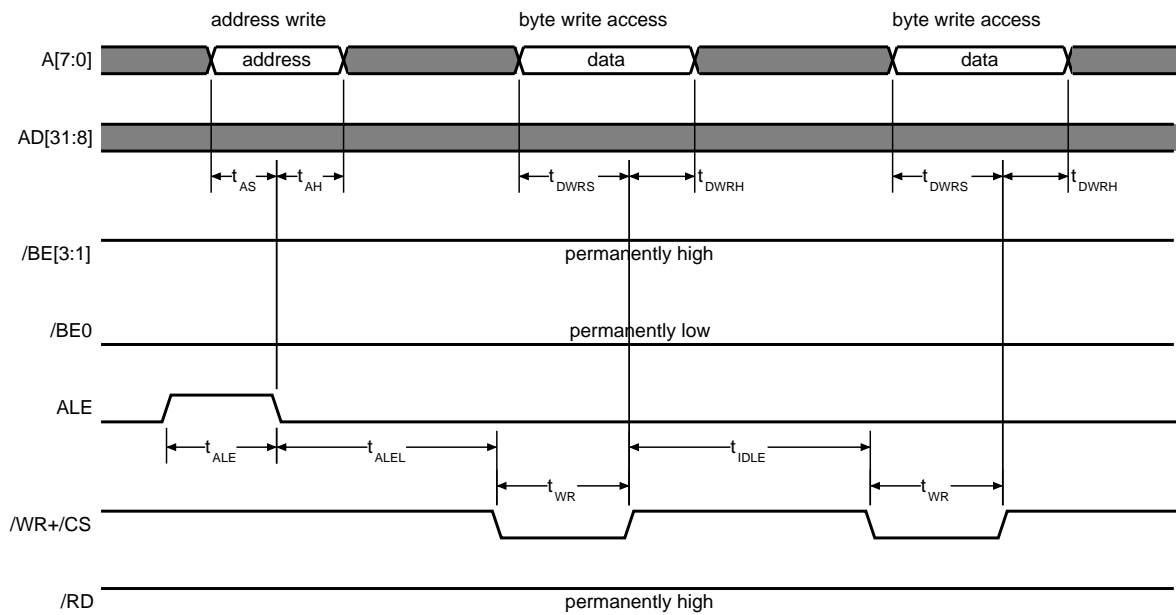 address write byte write access byte write access
A[7:0] address data data
AD[31:8]
tAS tAH tDWRS tDWRH tDWRS tDWRH
/BE[3:1] permanently high
/BE0 permanently low
ALE
tALE tALEL tIDLE
tWR tWR
/WR+/CS
/RD permanently high